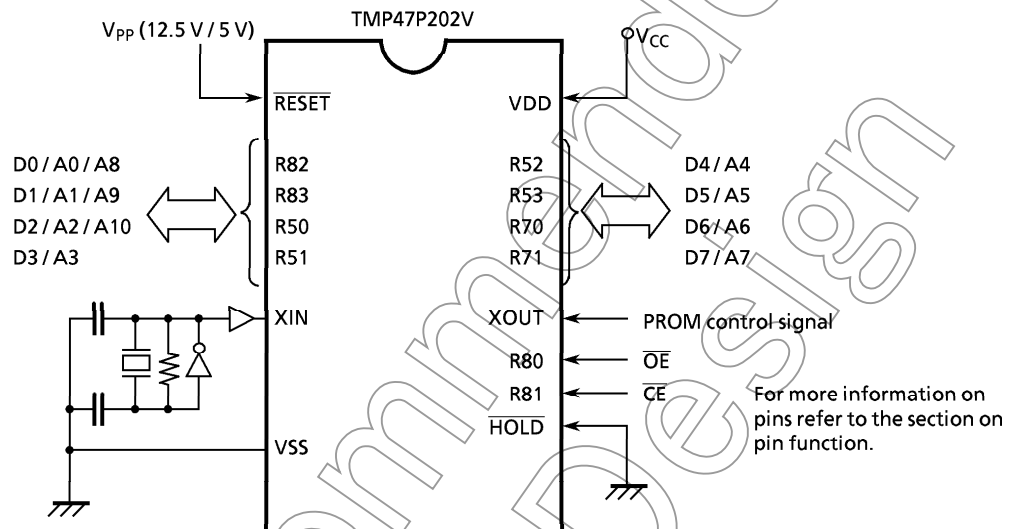 TMP47P202V
VPP (12.5 V / 5 V)
VCC
RESET
VDD
D0 / A0 / A8
R82
R52
D4 / A4
D1 / A1 / A9
R83
R53
D5 / A5
D2 / A2 / A10
R50
R70
D6 / A6
D3 / A3
R51
R71
D7 / A7
XIN
XOUT
PROM control signal
R80
OE
R81
CE
HOLD
For more information on
pins refer to the section on
pin function.
VSS
Design